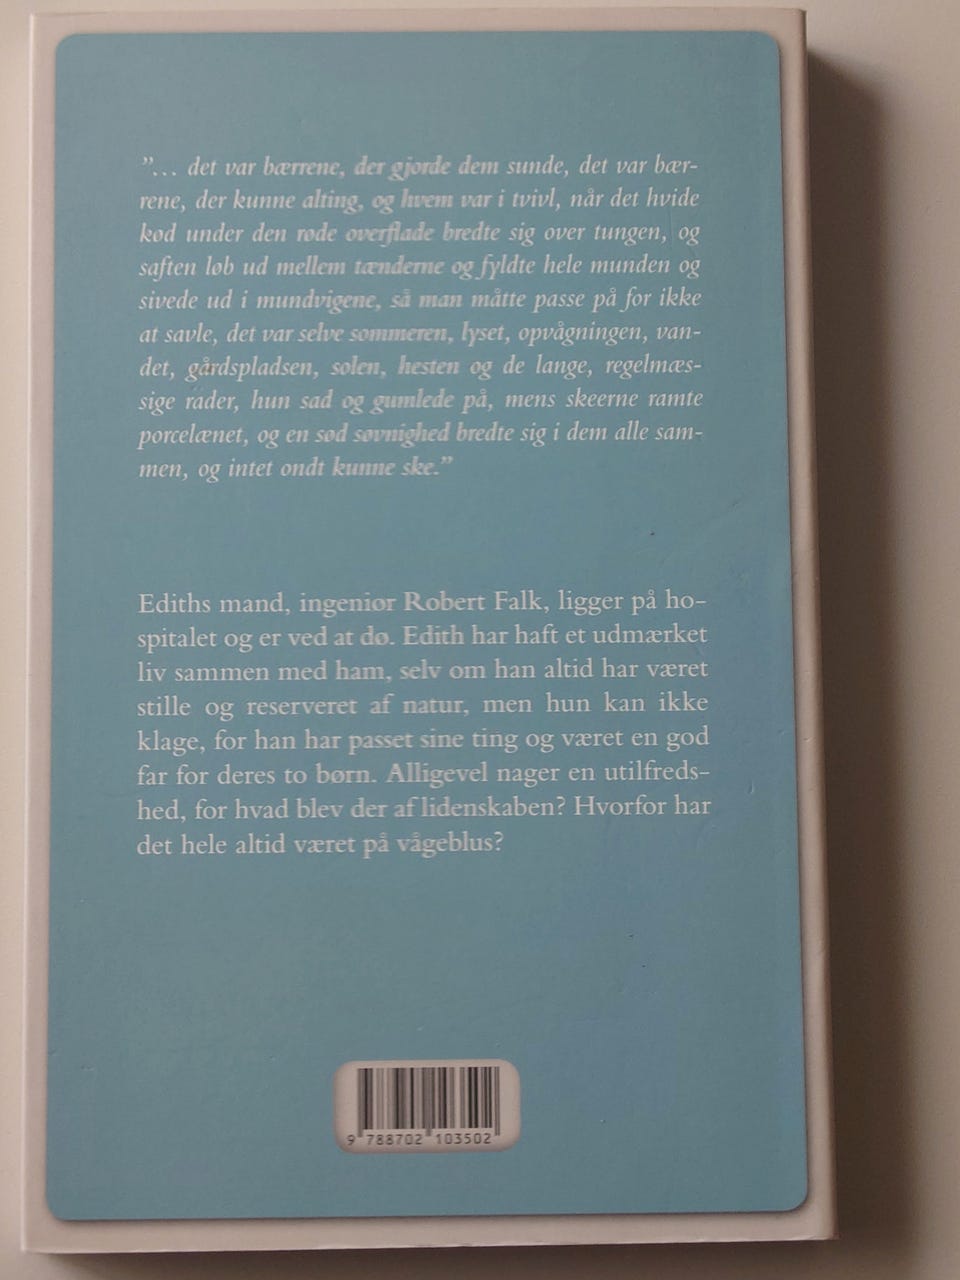 "... det var bærrene, der gjorde dem sunde, det var bær-
rene, der kunne alting, og hvem var i tvivl, når det hvide
kød under den røde overflade bredte sig over tungen, og
saften løb ud mellem tænderne og fyldte hele munden og
sivede ud i mundvigene, så man måtte passe på for ikke
at savle, det var selve sommeren, lyset, opvågningen, van-
det, gårdspladsen, solen, hesten og de lange, regelmæs-
sige råder, hun sad og gumlede på, mens skeerne ramte
porcelænet, og en sød søvnighed bredte sig i dem alle sam-
men, og intet ondt kunne ske."
Ediths mand, ingeniør Robert Falk, ligger på ho-
spitalet og er ved at dø. Edith har haft et udmærket
liv sammen med ham, selv om han altid har været
stille og reserveret af natur, men hun kan ikke
klage, for han har passet sine ting og været en god
far for deres to børn. Alligevel nager en utilfreds-
hed, for hvad blev der af lidenskaben? Hvorfor har
det hele altid været på vågeblus?
9 788702 103502